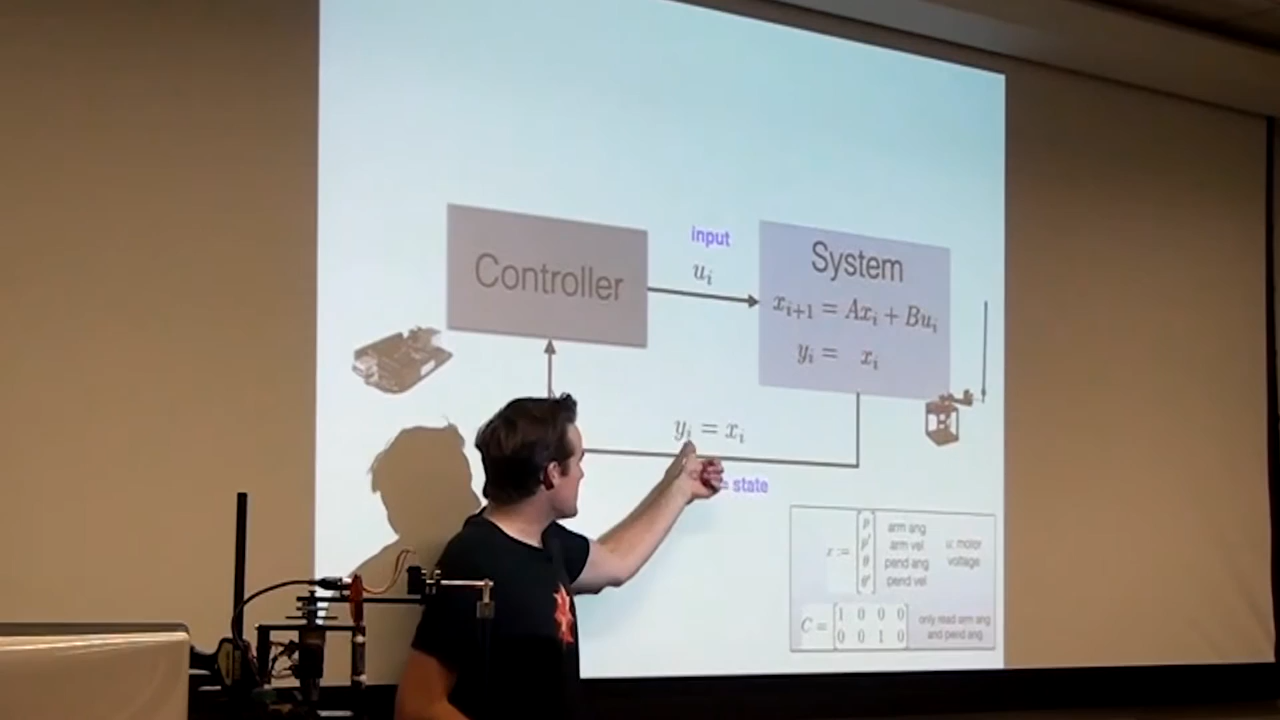 input
Controller
u_i
System
x_{i+1} = Ax_i + Bu_i
y_i = x_i
y_i = x_i
= state
x := [p p' θ θ']
arm ang
arm vel
pend ang
pend vel
u: motor
voltage
C = [1 0 0 0
0 0 1 0]
only read arm ang
and pend ang